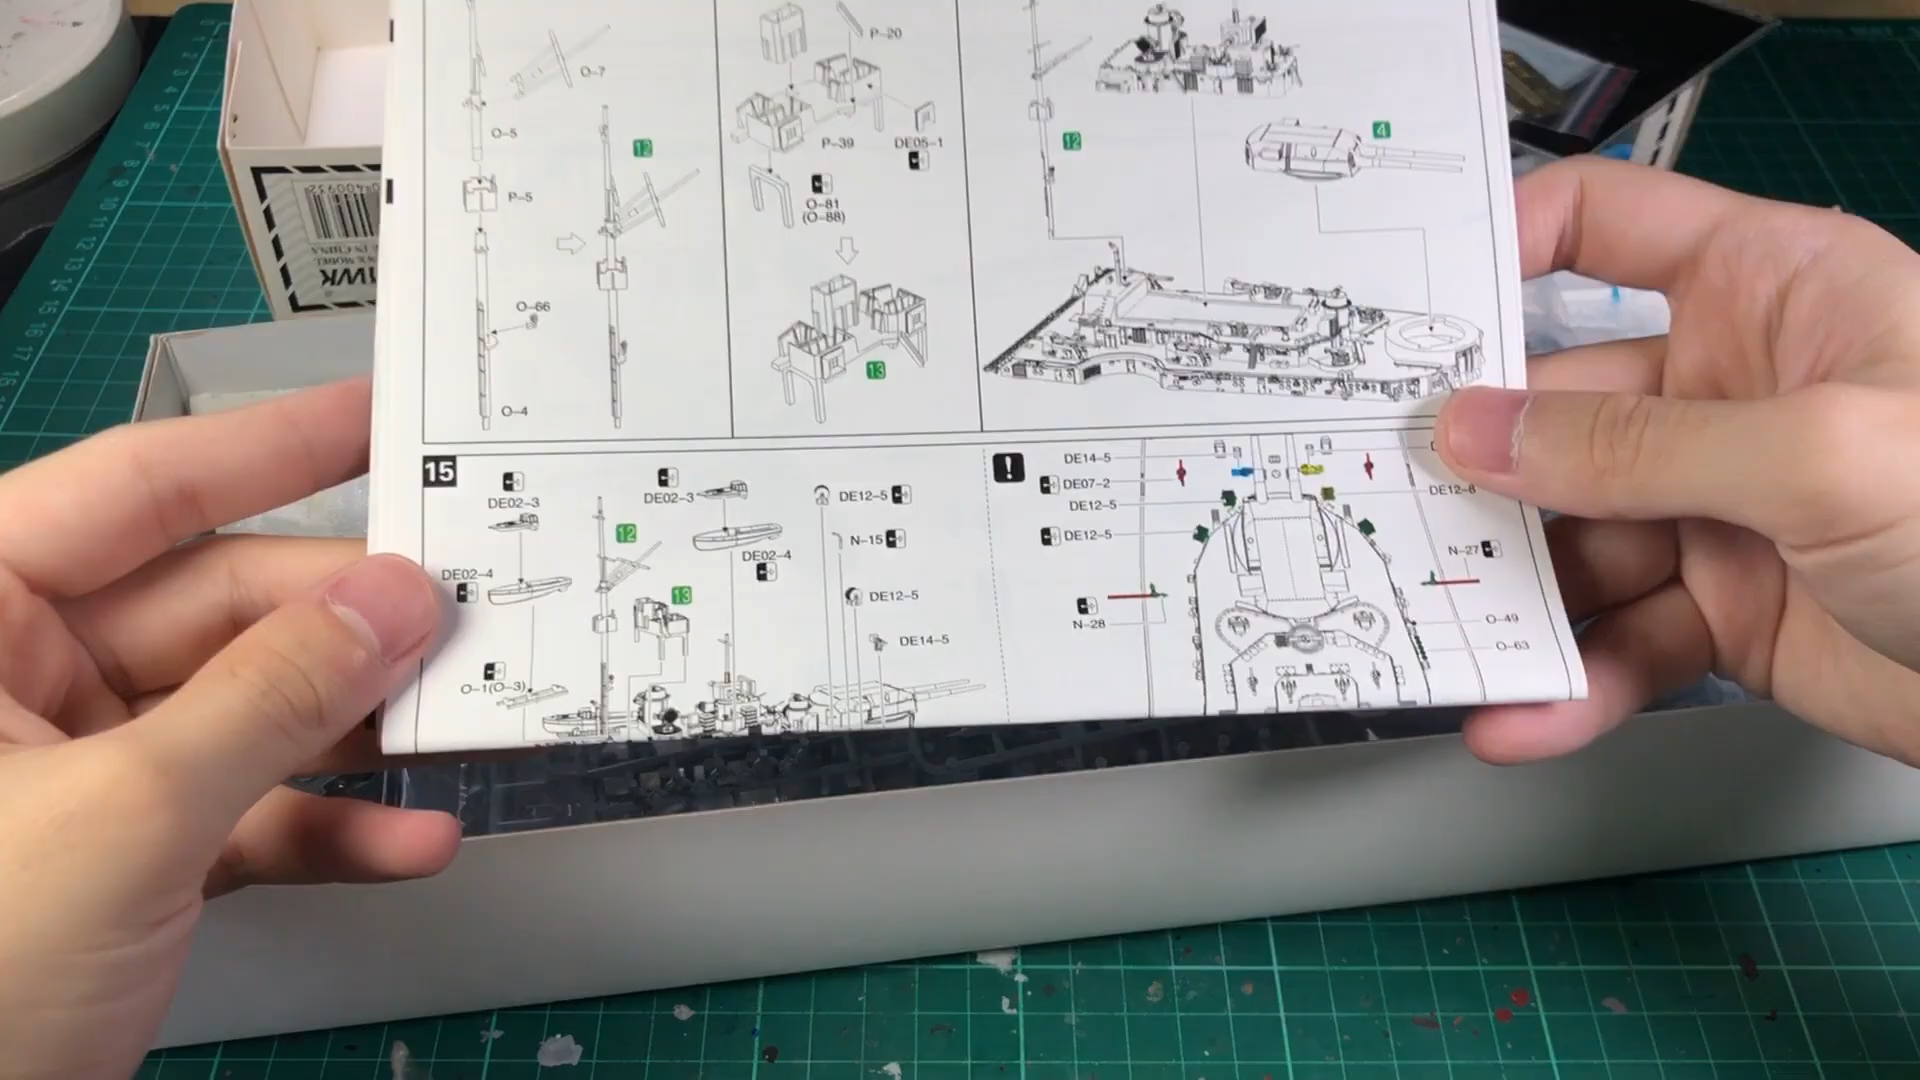 O-7
O-5
12
P-5
O-66
O-4
P-20
P-39
DE05-1
O-81
(O-88)
13
12
4
15
DE02-3
DE02-4
O-1(O-3)
12
13
DE02-3
DE02-4
DE12-5
N-15
DE12-5
DE14-5
!
DE14-5
DE07-2
DE12-5
DE12-5
N-28
DE12-6
N-27
O-49
O-63